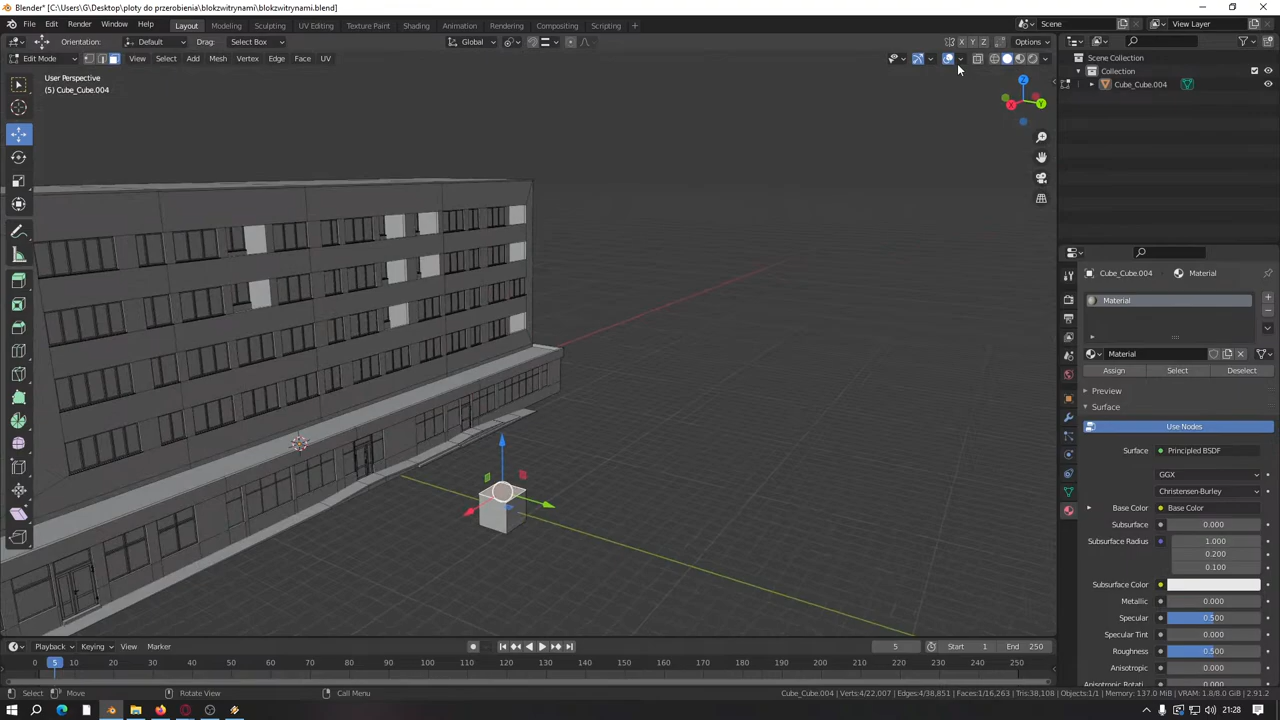 Blender* [C:\Users\G\Desktop\ploty do przerobienia\blokzwitrynami\blokzwitrynami.blend]
File Edit Render Window Help Layout Modeling Sculpting UV Editing Texture Paint Shading Animation Rendering Compositing Scripting + Scene View Layer
Orientation: Default Drag: Select Box Global X Y Z Options
Edit Mode View Select Add Mesh Vertex Edge Face UV
User Perspective
(5) Cube_Cube.004
Z
X Y
Scene Collection
Collection
Cube_Cube.004
Cube_Cube.004 Material
Material
Material
Assign Select Deselect
Preview
Surface
Use Nodes
Surface Principled BSDF
GGX
Christensen-Burley
Base Color Base Color
Subsurface 0.000
Subsurface Radius 1.000
0.200
0.100
Subsurface Color
Metallic 0.000
Specular 0.500
Specular Tint 0.000
Roughness 0.500
Anisotropic 0.000
Anisotropic Rotati
Playback Keying View Marker 5 Start 1 End 250
0 5 10 20 30 40 50 60 70 80 90 100 110 120 130 140 150 160 170 180 190 200 210 220 230 240 250
Select Box Select Rotate View Call Menu